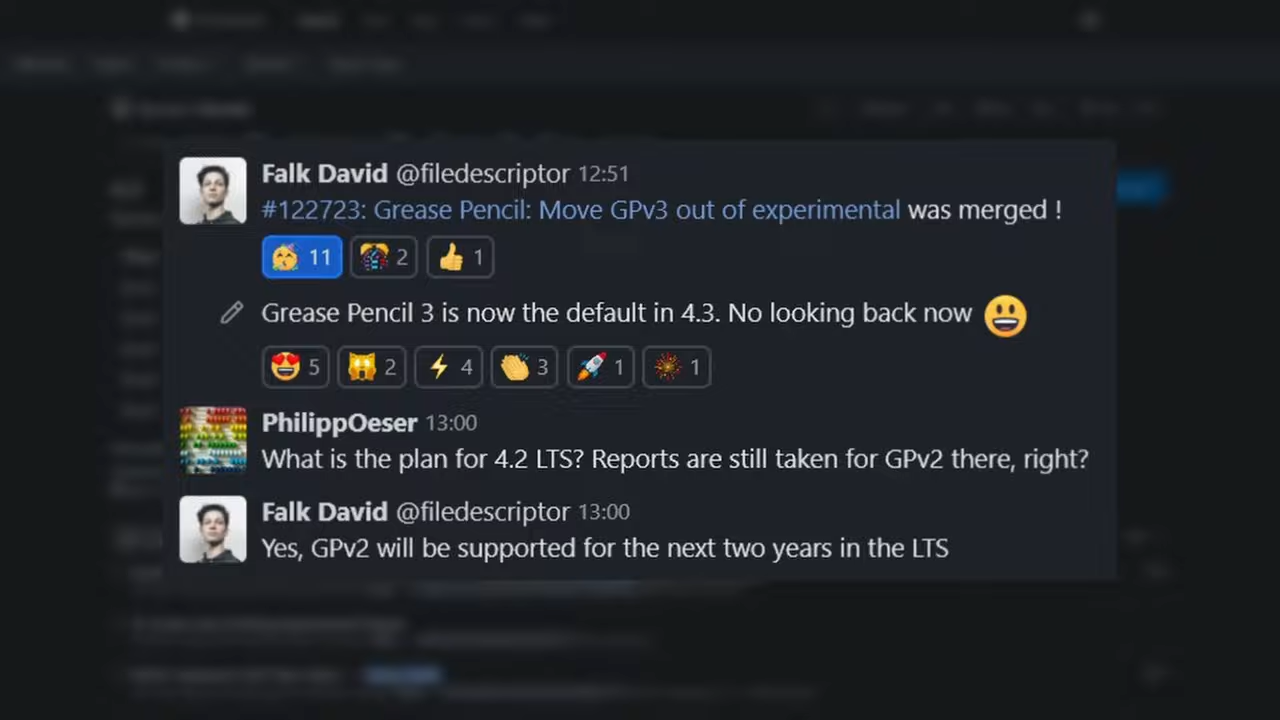 Falk David @filedescriptor 12:51
#122723: Grease Pencil: Move GPv3 out of experimental was merged !
11 2 1
Grease Pencil 3 is now the default in 4.3. No looking back now
5 2 4 3 1 1
PhilippOeser 13:00
What is the plan for 4.2 LTS? Reports are still taken for GPv2 there, right?
Falk David @filedescriptor 13:00
Yes, GPv2 will be supported for the next two years in the LTS